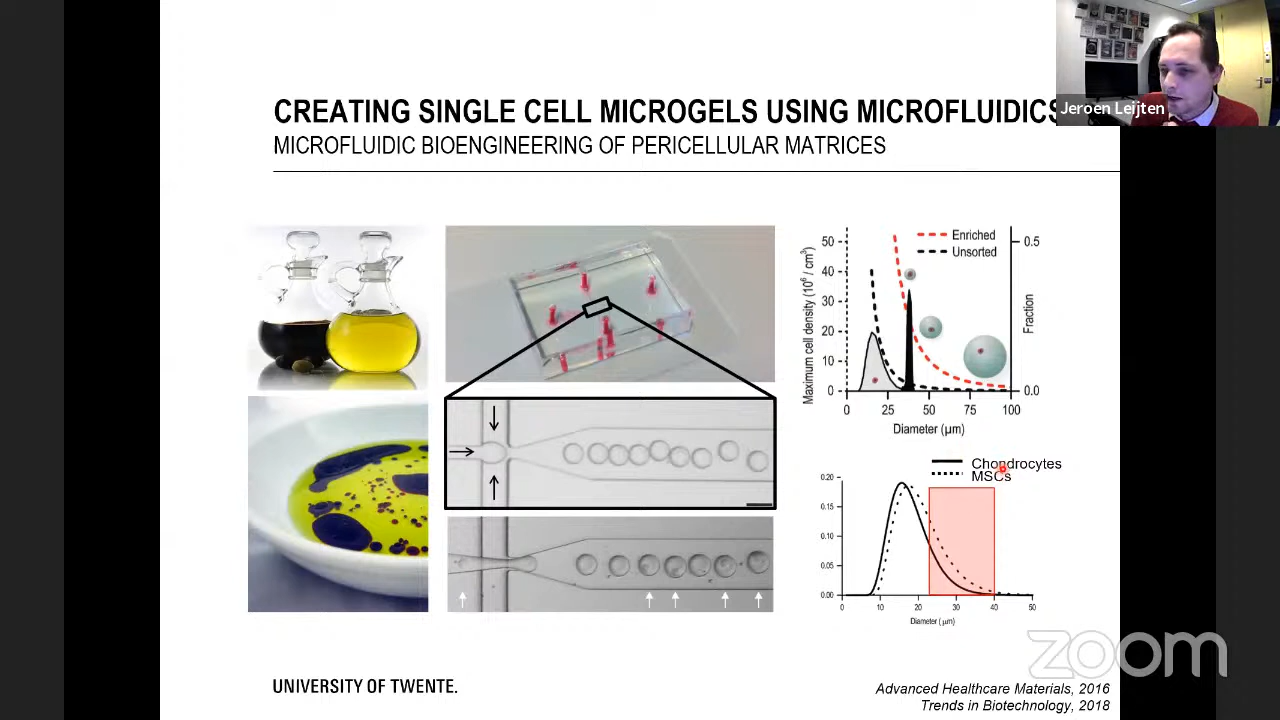 CREATING SINGLE CELL MICROGELS USING MICROFLUIDICS
MICROFLUIDIC BIOENGINEERING OF PERICELLULAR MATRICES
Jeroen Leijten
Enriched
Unsorted
Maximum cell density (10⁶ / cm³)
50
40
30
20
10
0
0.5
0.0
Fraction
0 25 50 75 100
Diameter (µm)
Chondrocytes
MSCs
0.20
0.15
0.10
0.05
0.00
0 10 20 30 40 50
Diameter (µm)
zoom
UNIVERSITY OF TWENTE.
Advanced Healthcare Materials, 2016
Trends in Biotechnology, 2018